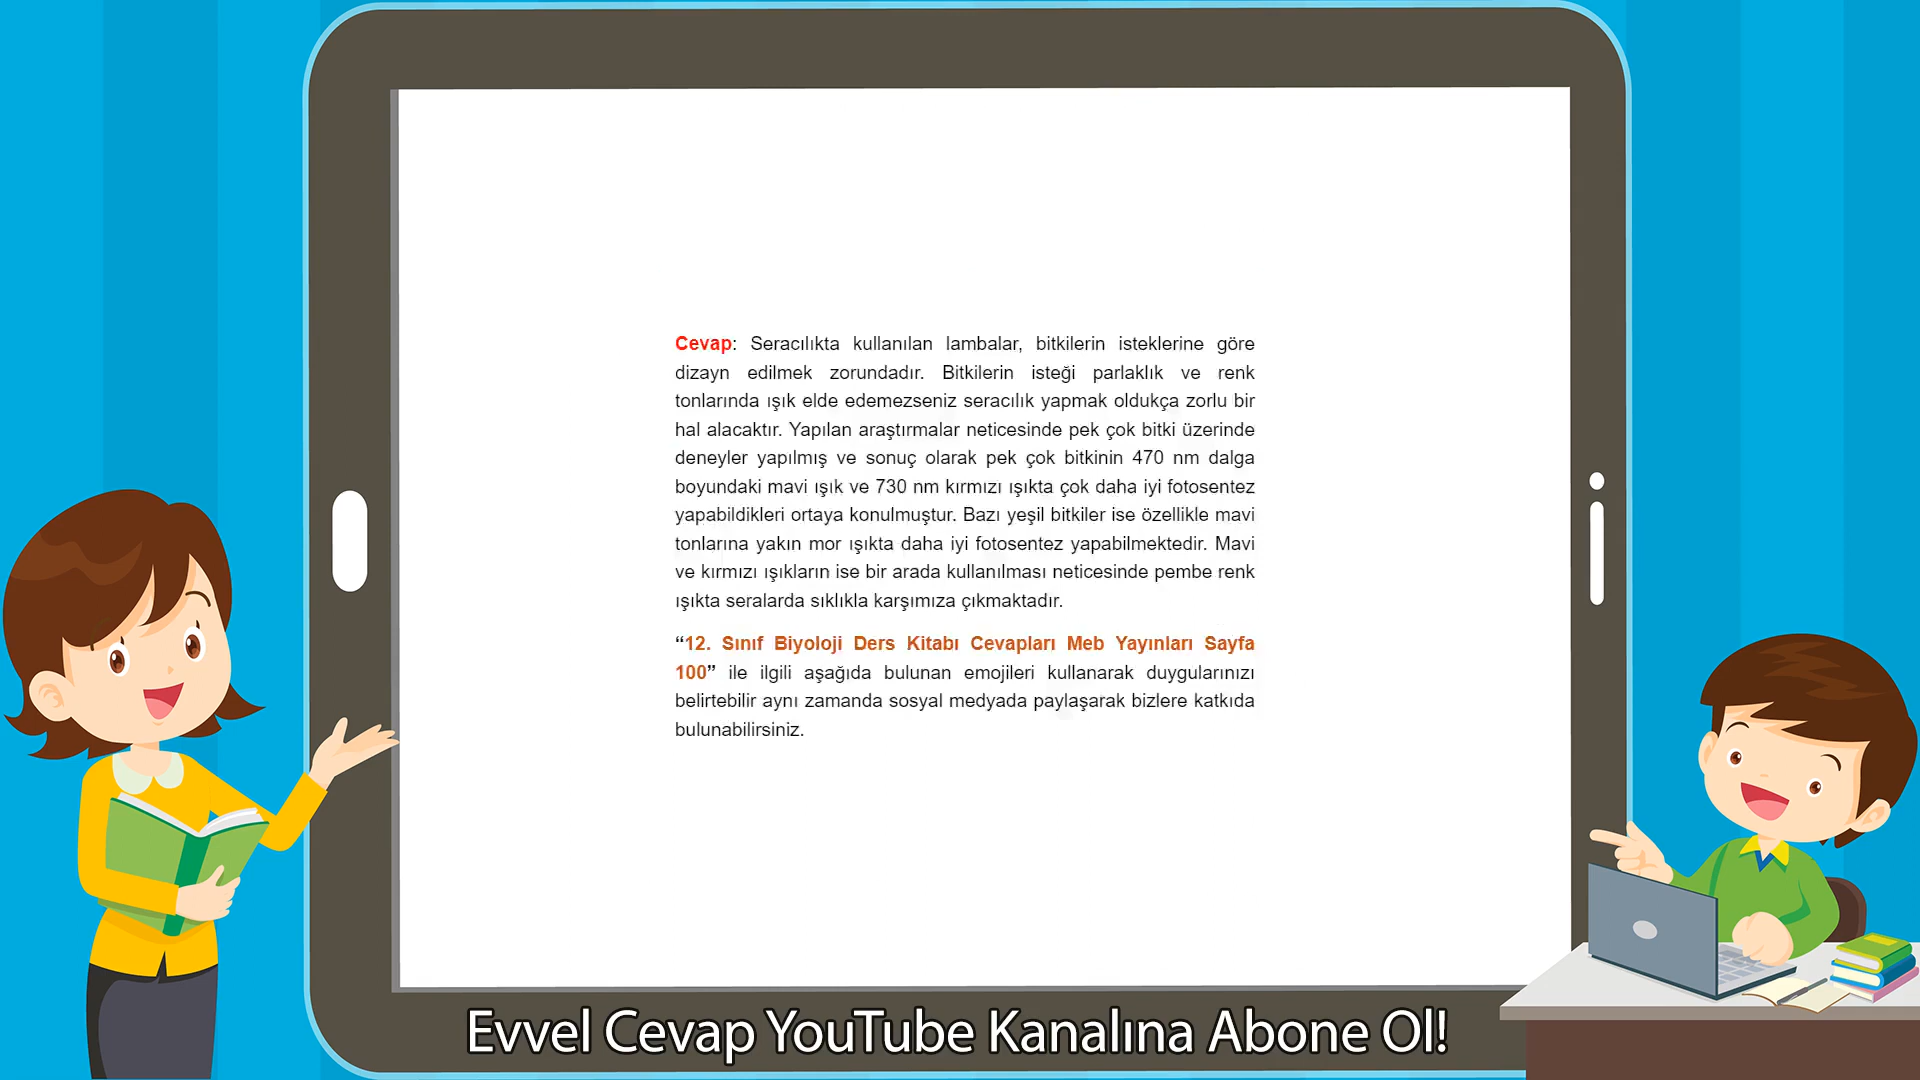 Cevap: Seracılıkta kullanılan lambalar, bitkilerin isteklerine göre
dizayn edilmek zorundadır. Bitkilerin isteği parlaklık ve renk
tonlarında ışık elde edemezseniz seracılık yapmak oldukça zorlu bir
hal alacaktır. Yapılan araştırmalar neticesinde pek çok bitki üzerinde
deneyler yapılmış ve sonuç olarak pek çok bitkinin 470 nm dalga
boyundaki mavi ışık ve 730 nm kırmızı ışıkta çok daha iyi fotosentez
yapabildikleri ortaya konulmuştur. Bazı yeşil bitkiler ise özellikle mavi
tonlarına yakın mor ışıkta daha iyi fotosentez yapabilmektedir. Mavi
ve kırmızı ışıkların ise bir arada kullanılması neticesinde pembe renk
ışıkta seralarda sıklıkla karşımıza çıkmaktadır.
“12. Sınıf Biyoloji Ders Kitabı Cevapları Meb Yayınları Sayfa
100” ile ilgili aşağıda bulunan emojileri kullanarak duygularınızı
belirtebilir aynı zamanda sosyal medyada paylaşarak bizlere katkıda
bulunabilirsiniz.
Evvel Cevap YouTube Kanalına Abone Ol!